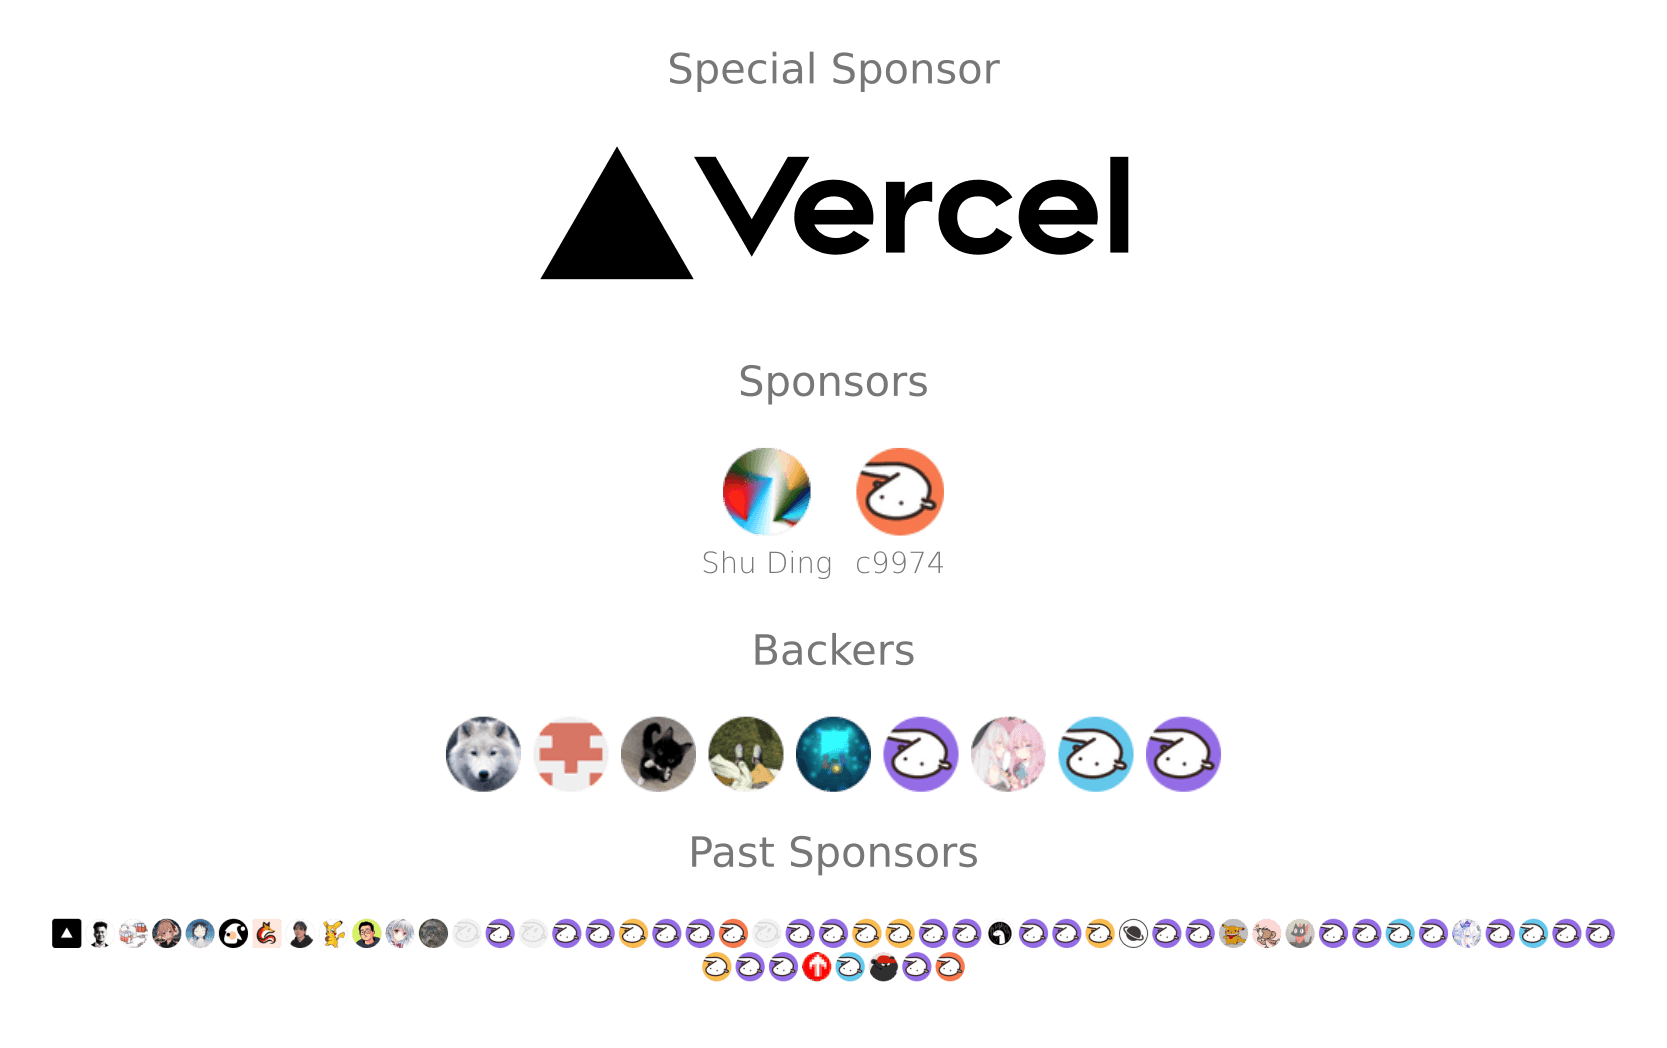 Special Sponsor
Vercel
Sponsors
Shu Ding
c9974
Backers
Past Sponsors